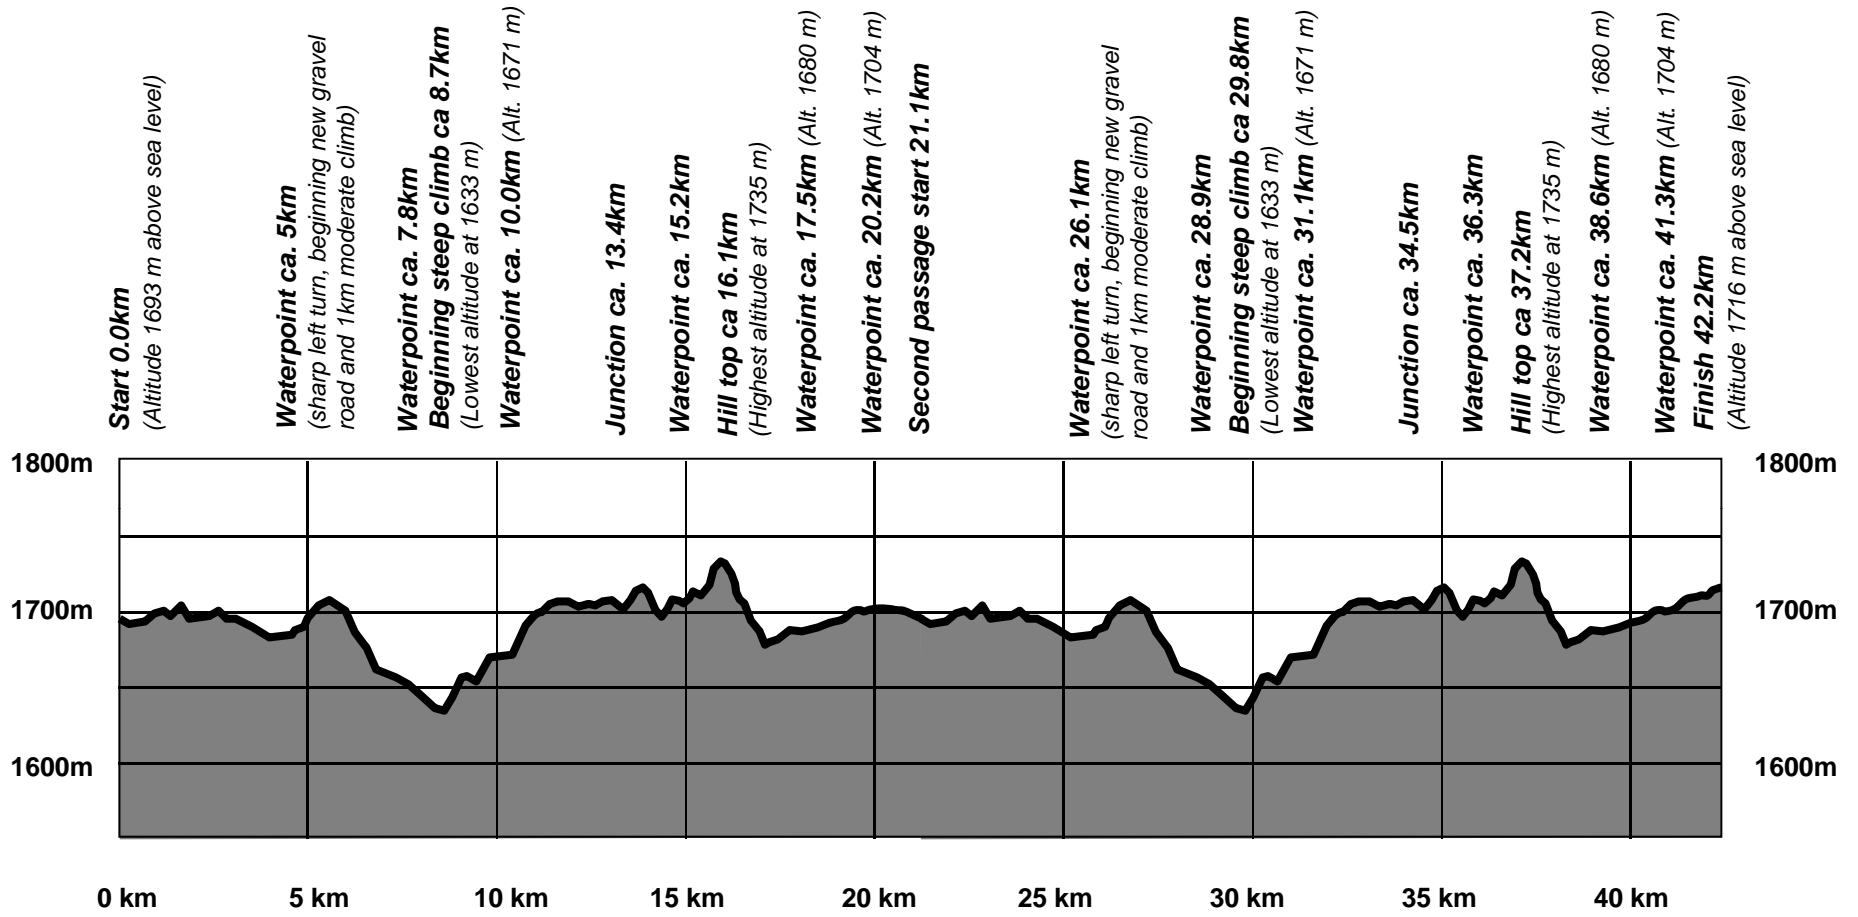 Start 0.0km
(Altitude 1693 m above sea level)
Waterpoint ca. 5km
(sharp left turn, beginning new gravel
road and 1km moderate climb)
Waterpoint ca. 7.8km
Beginning steep climb ca 8.7km
(Lowest altitude at 1633 m)
Waterpoint ca. 10.0km (Alt. 1671 m)
Junction ca. 13.4km
Waterpoint ca. 15.2km
Hill top ca 16.1km
(Highest altitude at 1735 m)
Waterpoint ca. 17.5km (Alt. 1680 m)
Waterpoint ca. 20.2km (Alt. 1704 m)
Second passage start 21.1km
Waterpoint ca. 26.1km
(sharp left turn, beginning new gravel
road and 1km moderate climb)
Waterpoint ca. 28.9km
Beginning steep climb ca 29.8km
(Lowest altitude at 1633 m)
Waterpoint ca. 31.1km (Alt. 1671 m)
Junction ca. 34.5km
Waterpoint ca. 36.3km
Hill top ca 37.2km
(Highest altitude at 1735 m)
Waterpoint ca. 38.6km (Alt. 1680 m)
Waterpoint ca. 41.3km (Alt. 1704 m)
Finish 42.2km
(Altitude 1716 m above sea level)
1800m 1800m
1700m 1700m
1600m 1600m
0 km 5 km 10 km 15 km 20 km 25 km 30 km 35 km 40 km